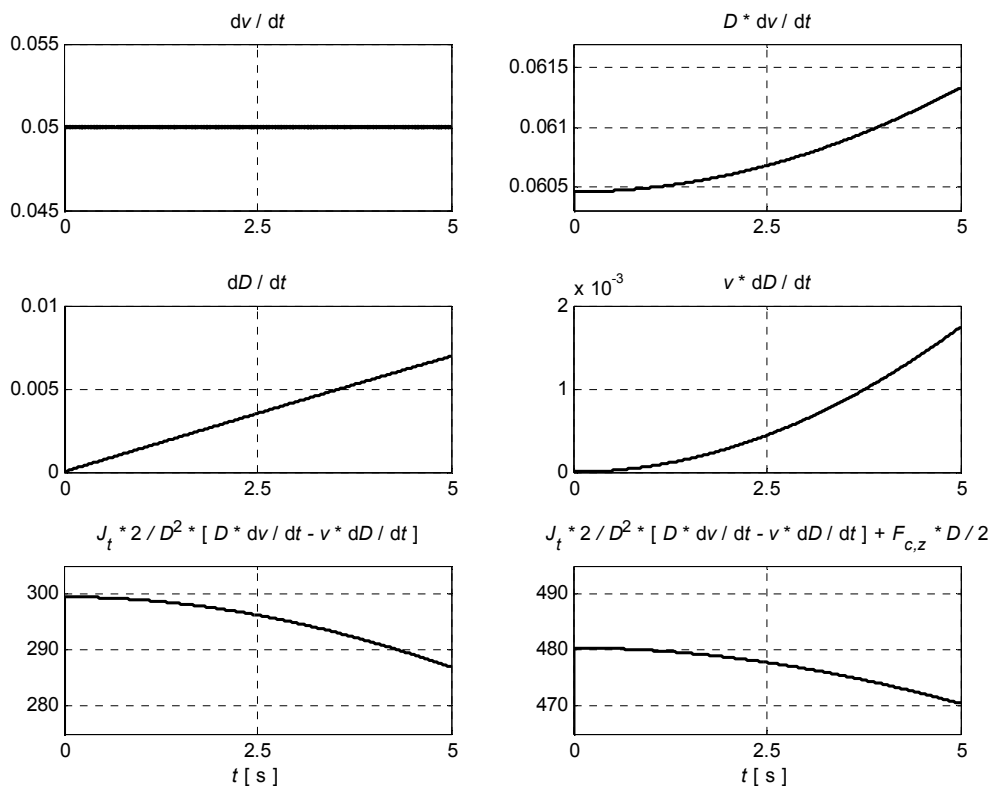 dv / dt
0.055
0.05
0.045
0 2.5 5
D * dv / dt
0.0615
0.061
0.0605
0 2.5 5
dD / dt
0.01
0.005
0
0 2.5 5
v * dD / dt
x 10⁻³
2
1
0
0 2.5 5
J_t * 2 / D² * [ D * dv / dt - v * dD / dt ]
300
290
280
0 2.5 5
t [ s ]
J_t * 2 / D² * [ D * dv / dt - v * dD / dt ] + F_c,z * D / 2
490
480
470
0 2.5 5
t [ s ]